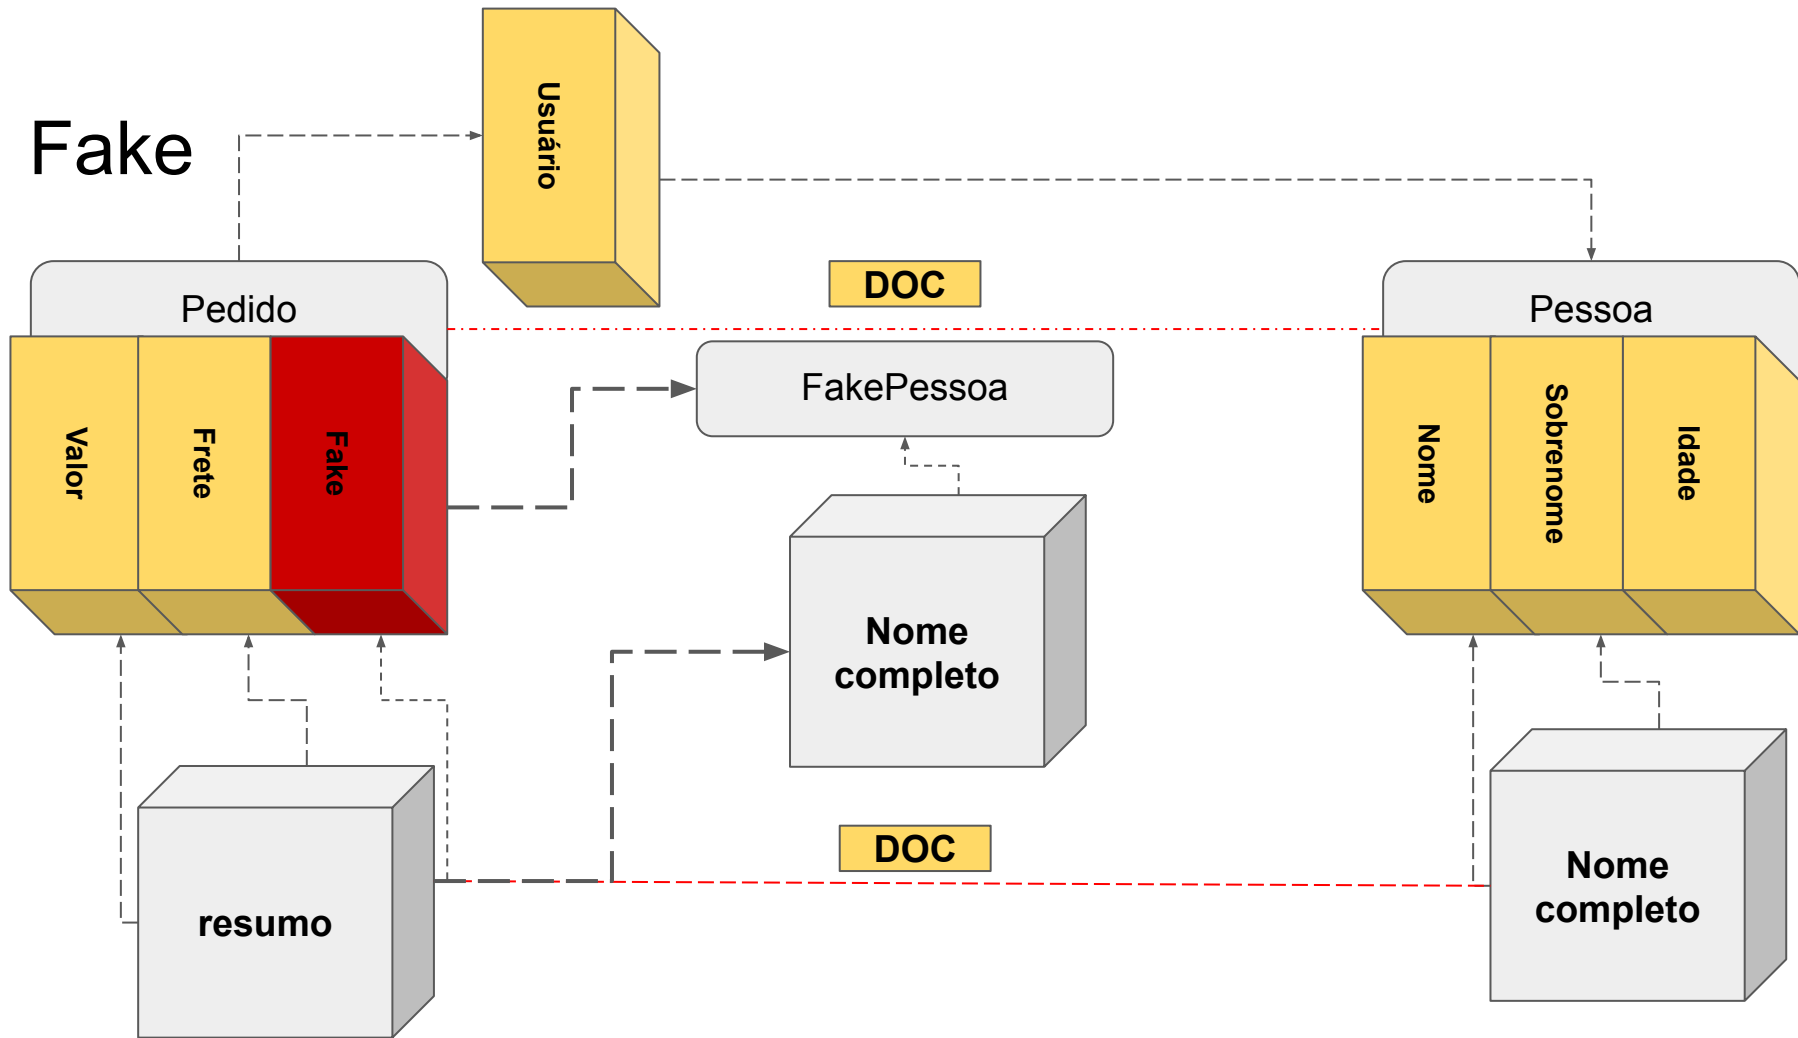 Fake
Usuário
DOC
Pedido
Pessoa
FakePessoa
Valor
Frete
Fake
Nome
Sobrenome
Idade
Nome
completo
DOC
resumo
Nome
completo